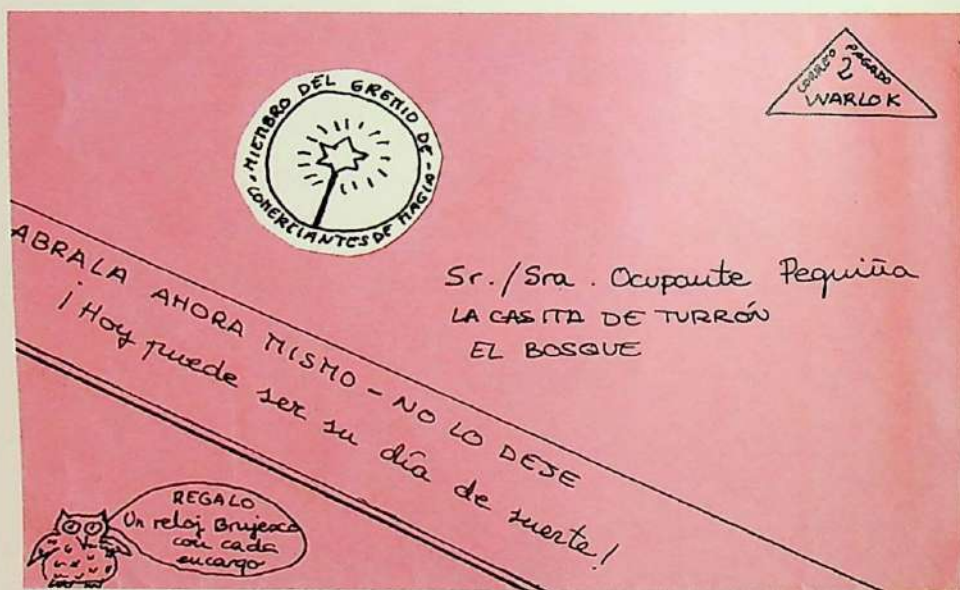 MIEMBRO DEL GREMIO DE
COMERCIANTES DE MAGIA
CORREO PAGADO
2
WARLOK
Sr./Sra. Ocupante Pequiña
LA CASITA DE TURRÓN
EL BOSQUE
ABRALA AHORA MISMO - NO LO DEJE
¡Hoy puede ser su día de suerte!
REGALO
Un reloj Brujesco
con cada
encargo